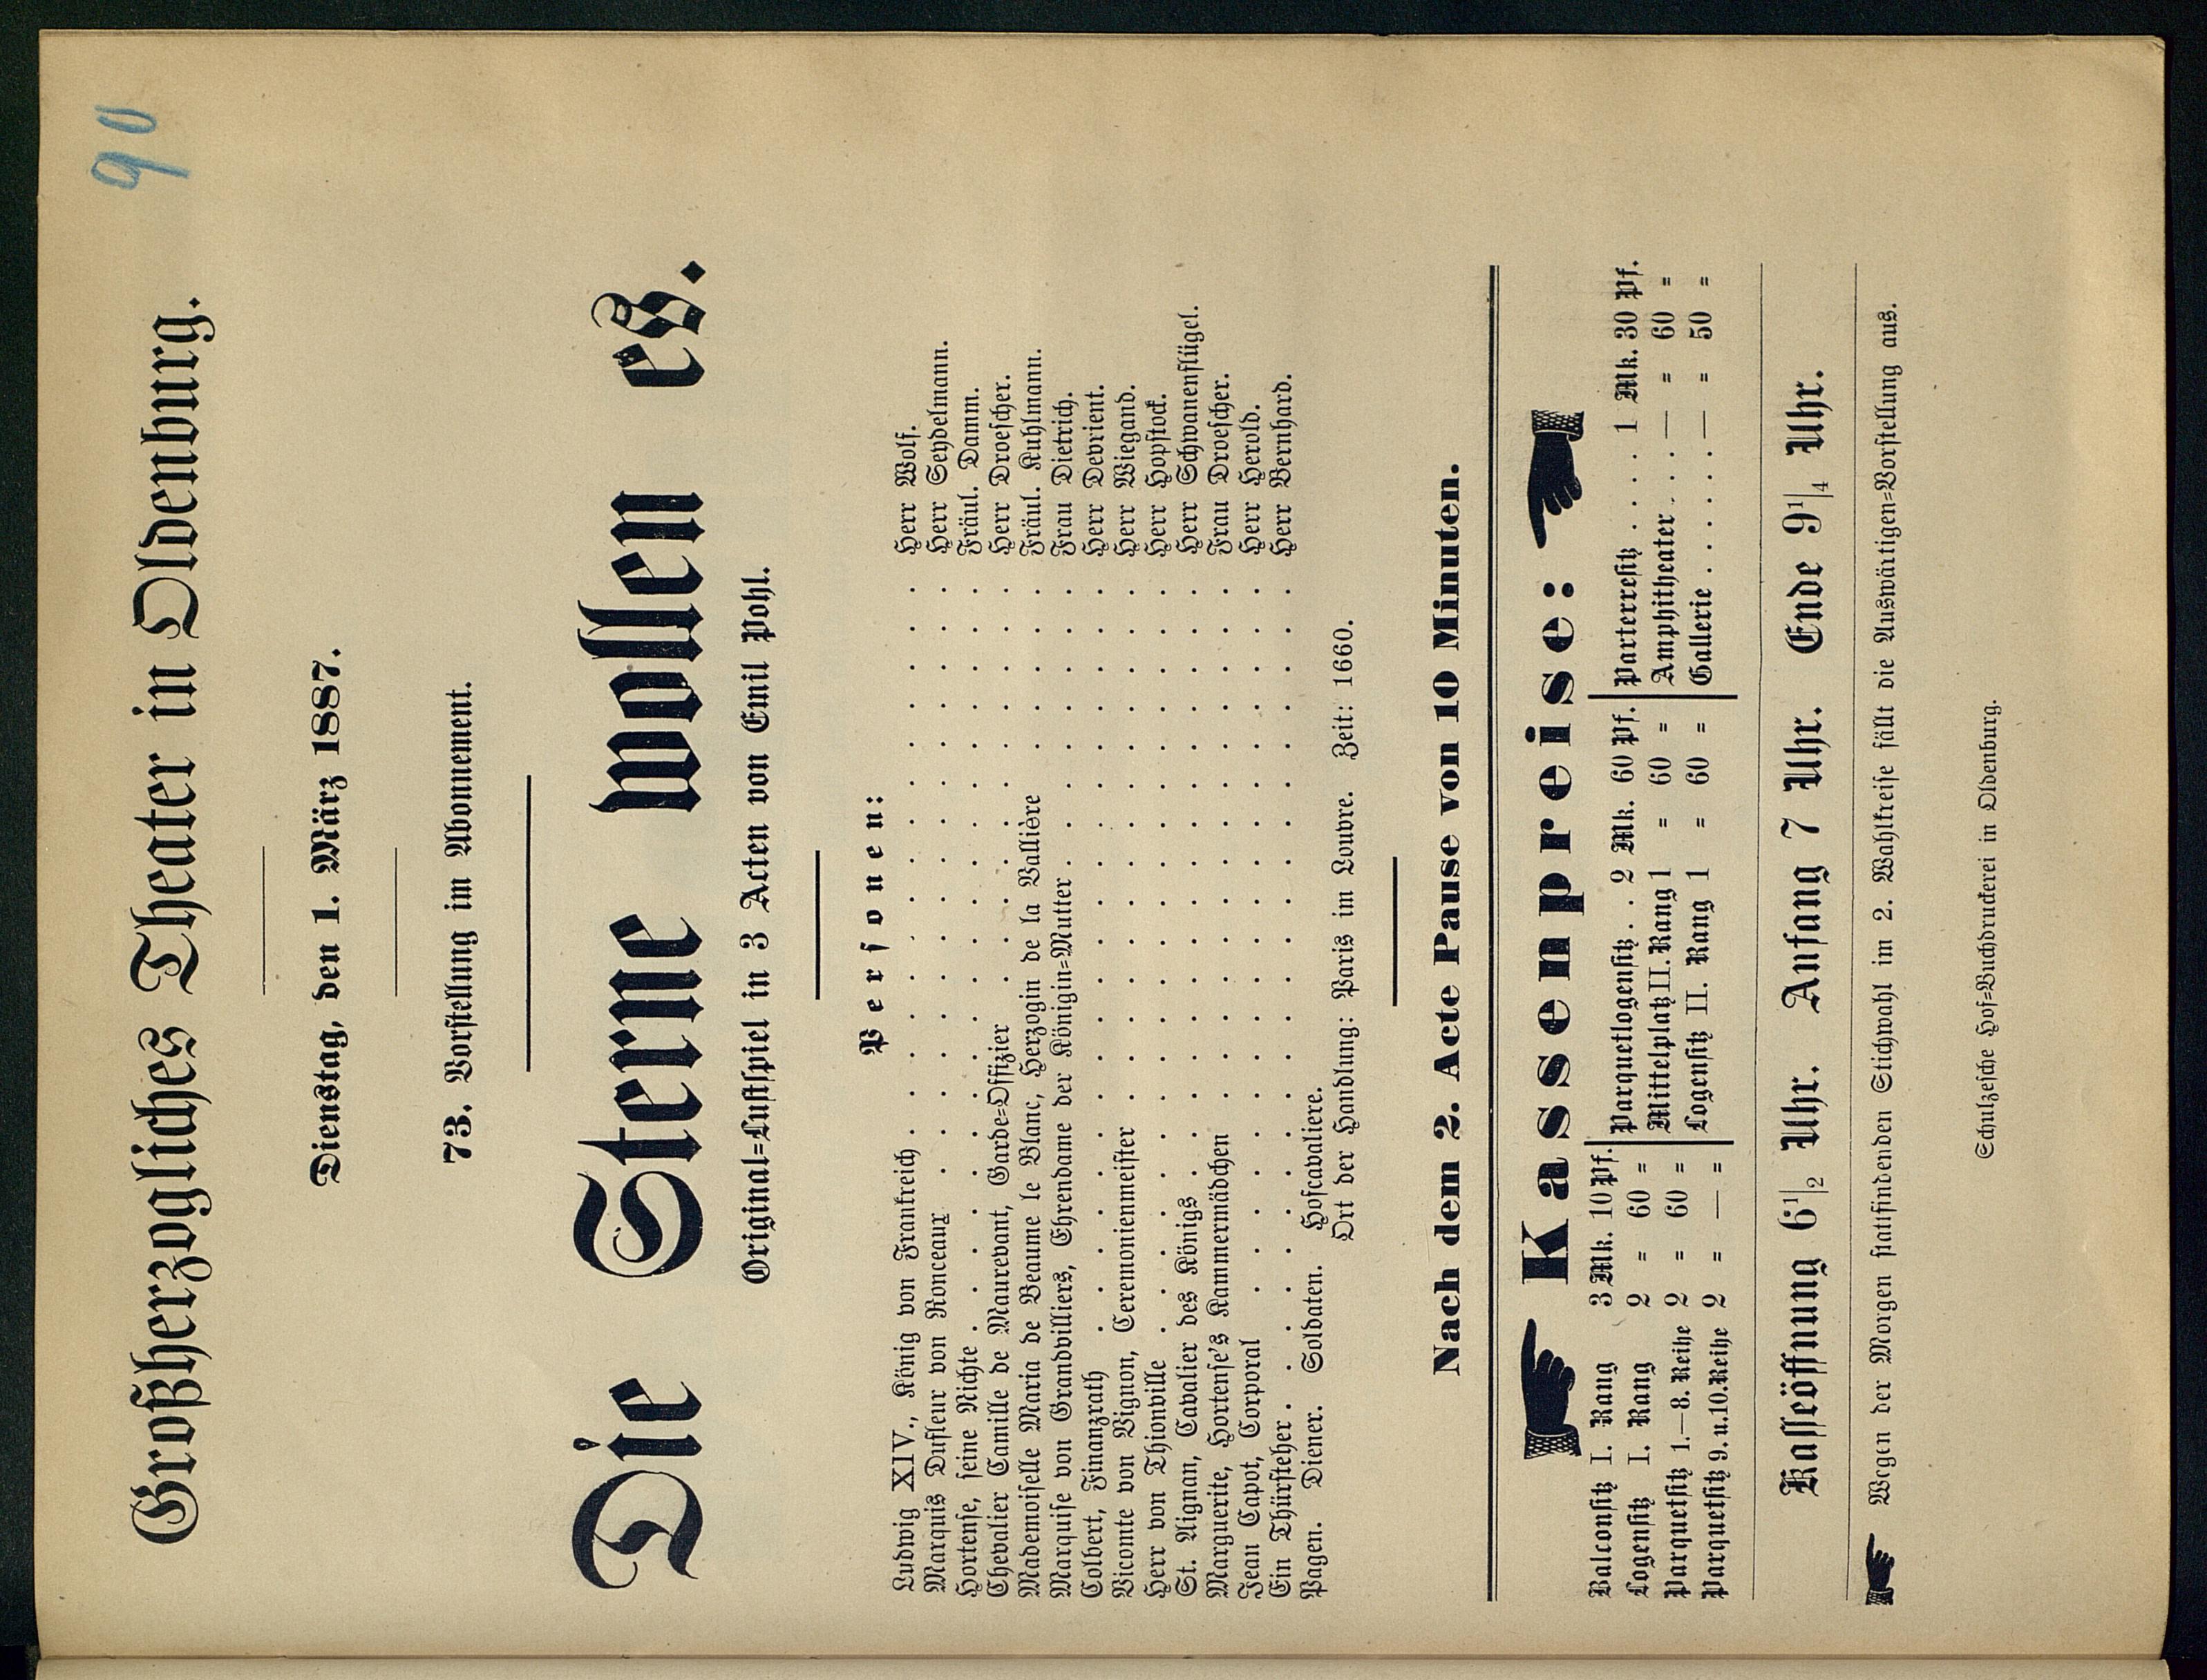 90
Großherzogliches Theater in Oldenburg.
Dienstag, den 1. März 1887.
73. Vorstellung im Abonnement.
Die Sterne wollen es.
Original=Lustspiel in 3 Acten von Emil Pohl.
Personen:
Ludwig XIV., König von Frankreich . . . . . . . . . . . . . Herr Wolf.
Marquis Dufleur von Ronceaux . . . . . . . . . . . . . . Herr Seydelmann.
Hortense, seine Nichte . . . . . . . . . . . . . . . . . Fräul. Damm.
Chevalier Camille de Maurevant, Garde=Offizier . . . . . . . . . . . Herr Droescher.
Mademoiselle Maria de Beaume le Blanc, Herzogin de la Vallière . . . . . . Fräul. Kuhlmann.
Marquise von Grandvilliers, Ehrendame der Königin=Mutter . . . . . . . . Frau Dietrich.
Colbert, Finanzrath . . . . . . . . . . . . . . . . . . Herr Devrient.
Vicomte von Vignon, Ceremonienmeister . . . . . . . . . . . . . Herr Wiegand.
Herr von Thionville . . . . . . . . . . . . . . . . . . Herr Hopstock.
St. Aignan, Cavalier des Königs . . . . . . . . . . . . . . Herr Schwanenflügel.
Marguerite, Hortense's Kammermädchen . . . . . . . . . . . . . Frau Droescher.
Jean Capot, Corporal . . . . . . . . . . . . . . . . . Herr Herold.
Ein Thürsteher . . . . . . . . . . . . . . . . . . . Herr Bernhard.
Pagen. Diener. Soldaten. Hofcavaliere.
Ort der Handlung: Paris im Louvre. Zeit: 1660.
Nach dem 2. Acte Pause von 10 Minuten.
Kassenpreise:
Balconsitz I. Rang 3 Mk. 10 Pf.
Logensitz I. Rang 2 = 60 =
Parquetsitz 1.—8. Reihe 2 = 60 =
Parquetsitz 9. u. 10. Reihe 2 = — =
Parquetlogensitz . . 2 Mk. 60 Pf.
Mittelplatz II. Rang 1 = 60 =
Logensitz II. Rang 1 = 60 =
Parterresitz . . . . 1 Mk. 30 Pf.
Amphitheater . . . — = 60 =
Gallerie . . . . . . — = 50 =
Kasseöffnung 6 1/2 Uhr. Anfang 7 Uhr. Ende 9 1/4 Uhr.
Wegen der Morgen stattfindenden Stichwahl im 2. Wahlkreise fällt die Auswärtigen=Vorstellung aus.
Schulzesche Hof=Buchdruckerei in Oldenburg.